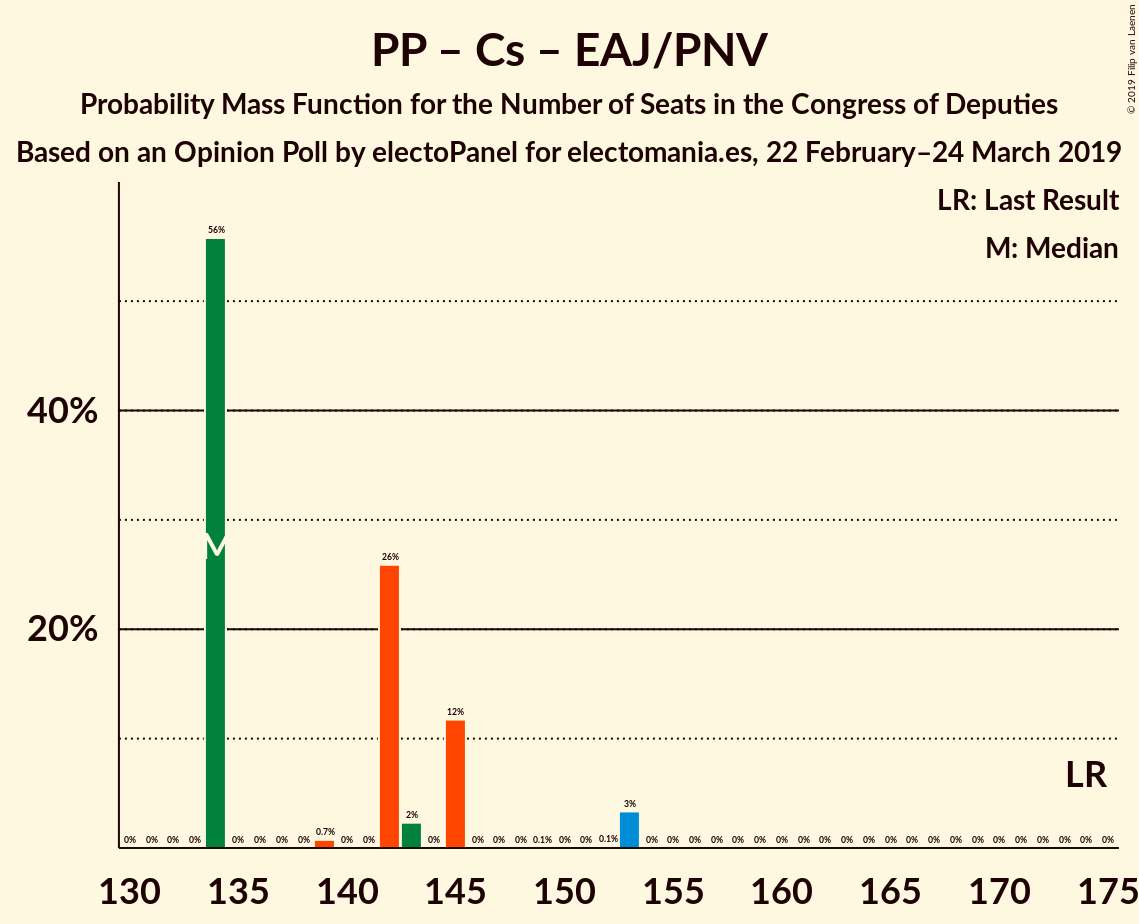 PP – Cs – EAJ/PNV
Probability Mass Function for the Number of Seats in the Congress of Deputies
Based on an Opinion Poll by electoPanel for electomania.es, 22 February–24 March 2019
© 2019 Filip van Laenen
LR: Last Result
M: Median
40%
20%
0% 0% 0% 0% 56% 0% 0% 0% 0% 0.7% 0% 0% 26% 2% 0% 12% 0% 0% 0% 0.1% 0% 0% 0.1% 3% 0% 0% 0% 0% 0% 0% 0% 0% 0% 0% 0% 0% 0% 0% 0% 0% 0% 0% 0% 0% 0% 0%
M
LR
130 135 140 145 150 155 160 165 170 175